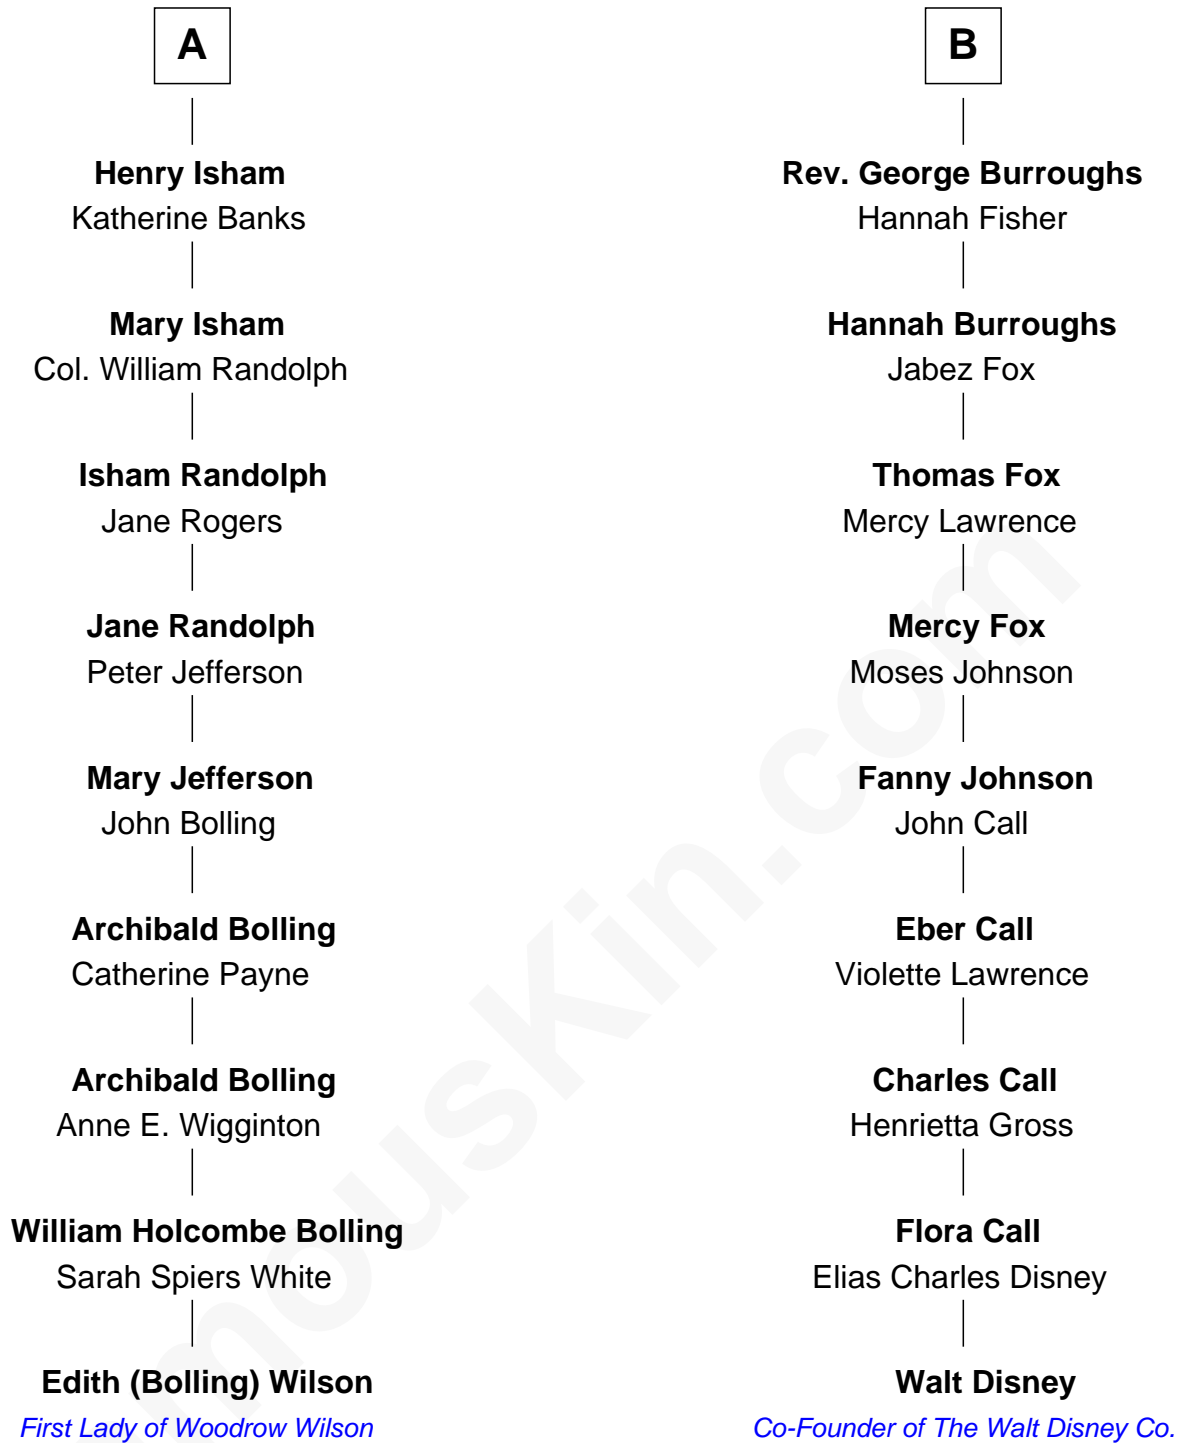 A
Henry Isham
Katherine Banks
Mary Isham
Col. William Randolph
Isham Randolph
Jane Rogers
Jane Randolph
Peter Jefferson
Mary Jefferson
John Bolling
Archibald Bolling
Catherine Payne
Archibald Bolling
Anne E. Wigginton
William Holcombe Bolling
Sarah Spiers White
Edith (Bolling) Wilson
First Lady of Woodrow Wilson
B
Rev. George Burroughs
Hannah Fisher
Hannah Burroughs
Jabez Fox
Thomas Fox
Mercy Lawrence
Mercy Fox
Moses Johnson
Fanny Johnson
John Call
Eber Call
Violette Lawrence
Charles Call
Henrietta Gross
Flora Call
Elias Charles Disney
Walt Disney
Co-Founder of The Walt Disney Co.
mousKin.com